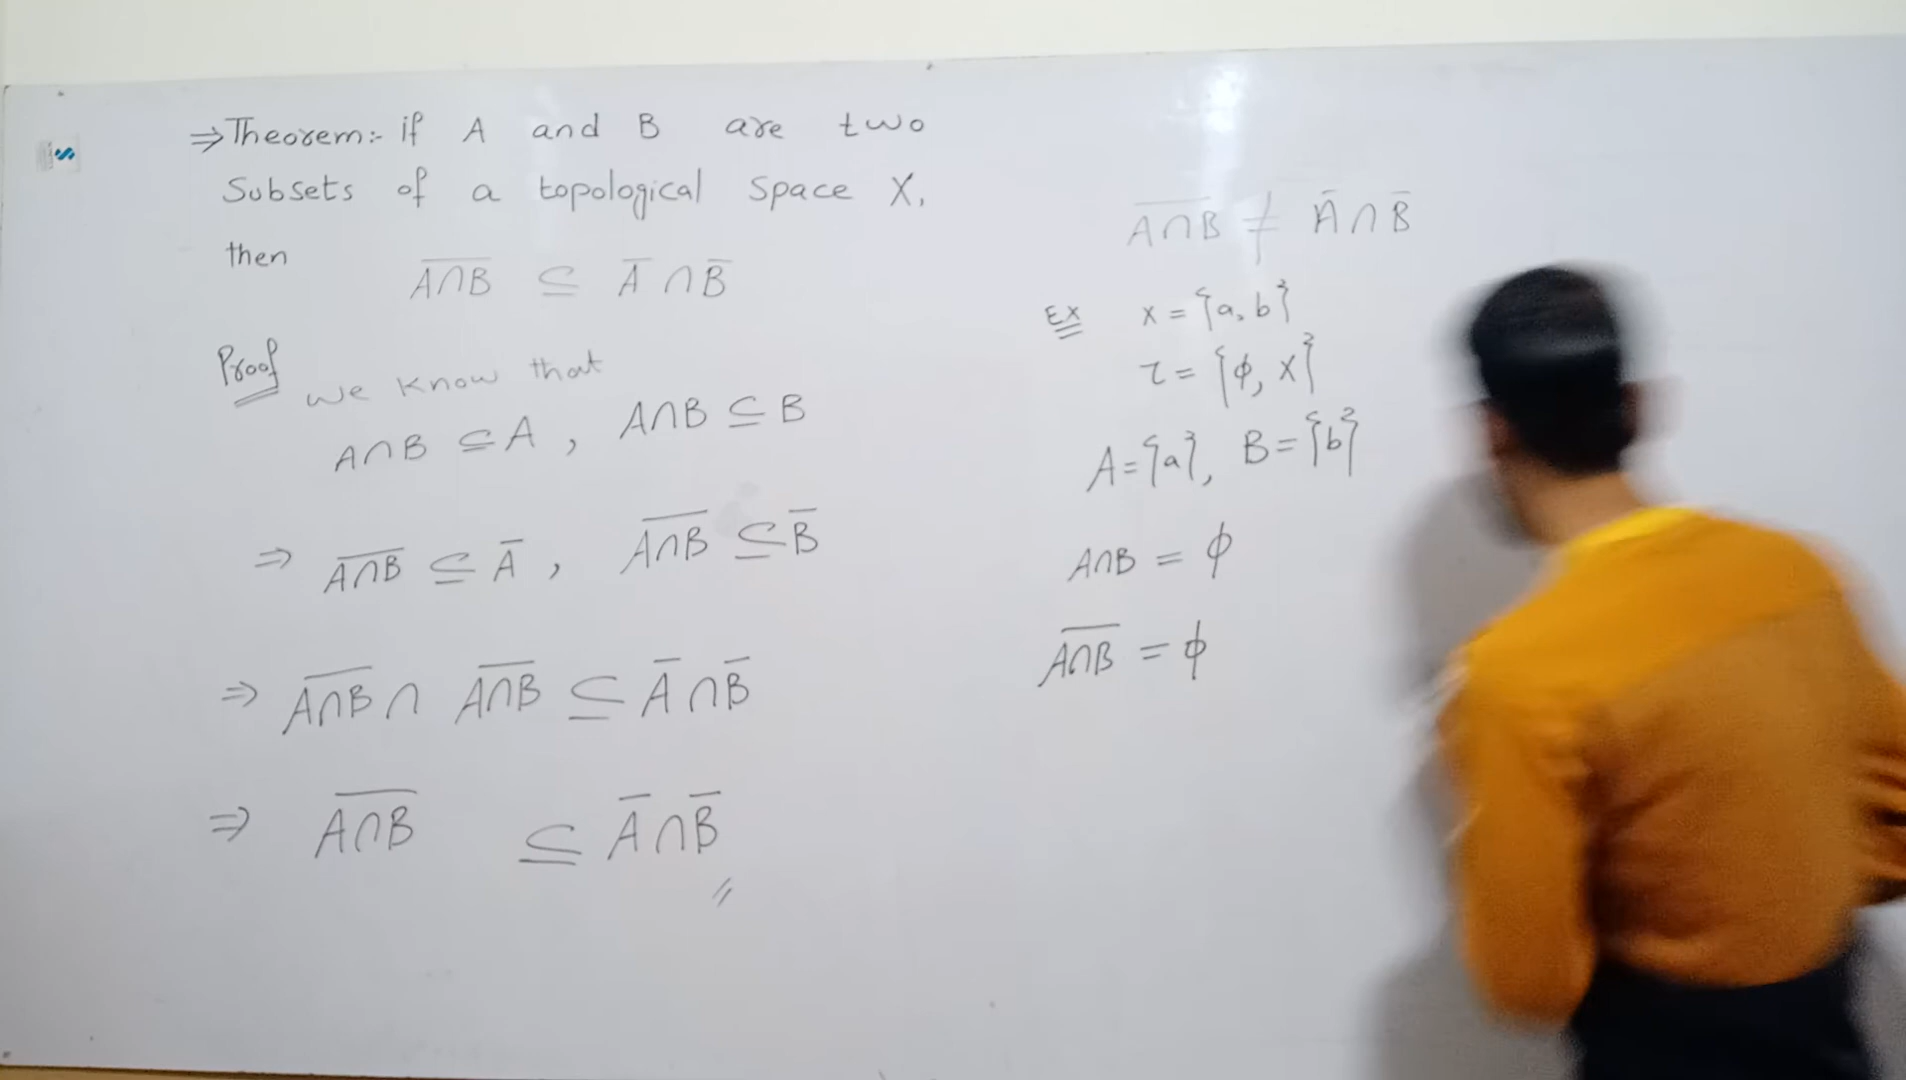 ⇒ Theorem:- if A and B are two
Subsets of a topological Space X,
then
A̅∩̅B̅ ⊆ A̅ ∩ B̅
Proof
we know that
A∩B ⊆ A , A∩B ⊆ B
⇒ A̅∩̅B̅ ⊆ A̅ , A̅∩̅B̅ ⊆ B̅
⇒ A̅∩̅B̅ ∩ A̅∩̅B̅ ⊆ A̅ ∩ B̅
⇒ A̅∩̅B̅ ⊆ A̅ ∩ B̅ //
A̅∩̅B̅ ≠ A̅ ∩ B̅
Ex X = {a, b}
τ = {ϕ, X}
A = {a}, B = {b}
A∩B = ϕ
A̅∩̅B̅ = ϕ